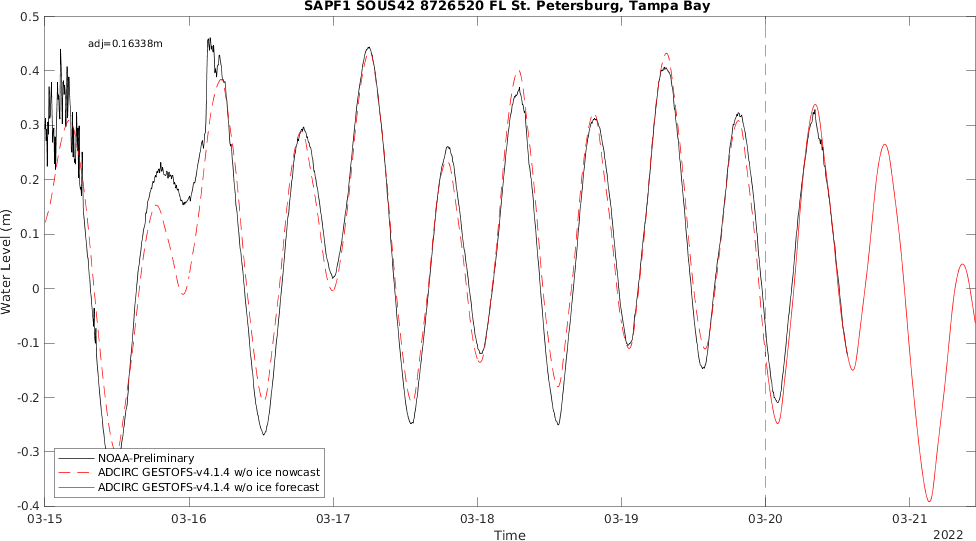 SAPF1 SOUS42 8726520 FL St. Petersburg, Tampa Bay
adj=0.16338m
Water Level (m)
0.5
0.4
0.3
0.2
0.1
0
-0.1
-0.2
-0.3
-0.4
NOAA-Preliminary
ADCIRC GESTOFS-v4.1.4 w/o ice nowcast
ADCIRC GESTOFS-v4.1.4 w/o ice forecast
03-15 03-16 03-17 03-18 03-19 03-20 03-21
Time
2022